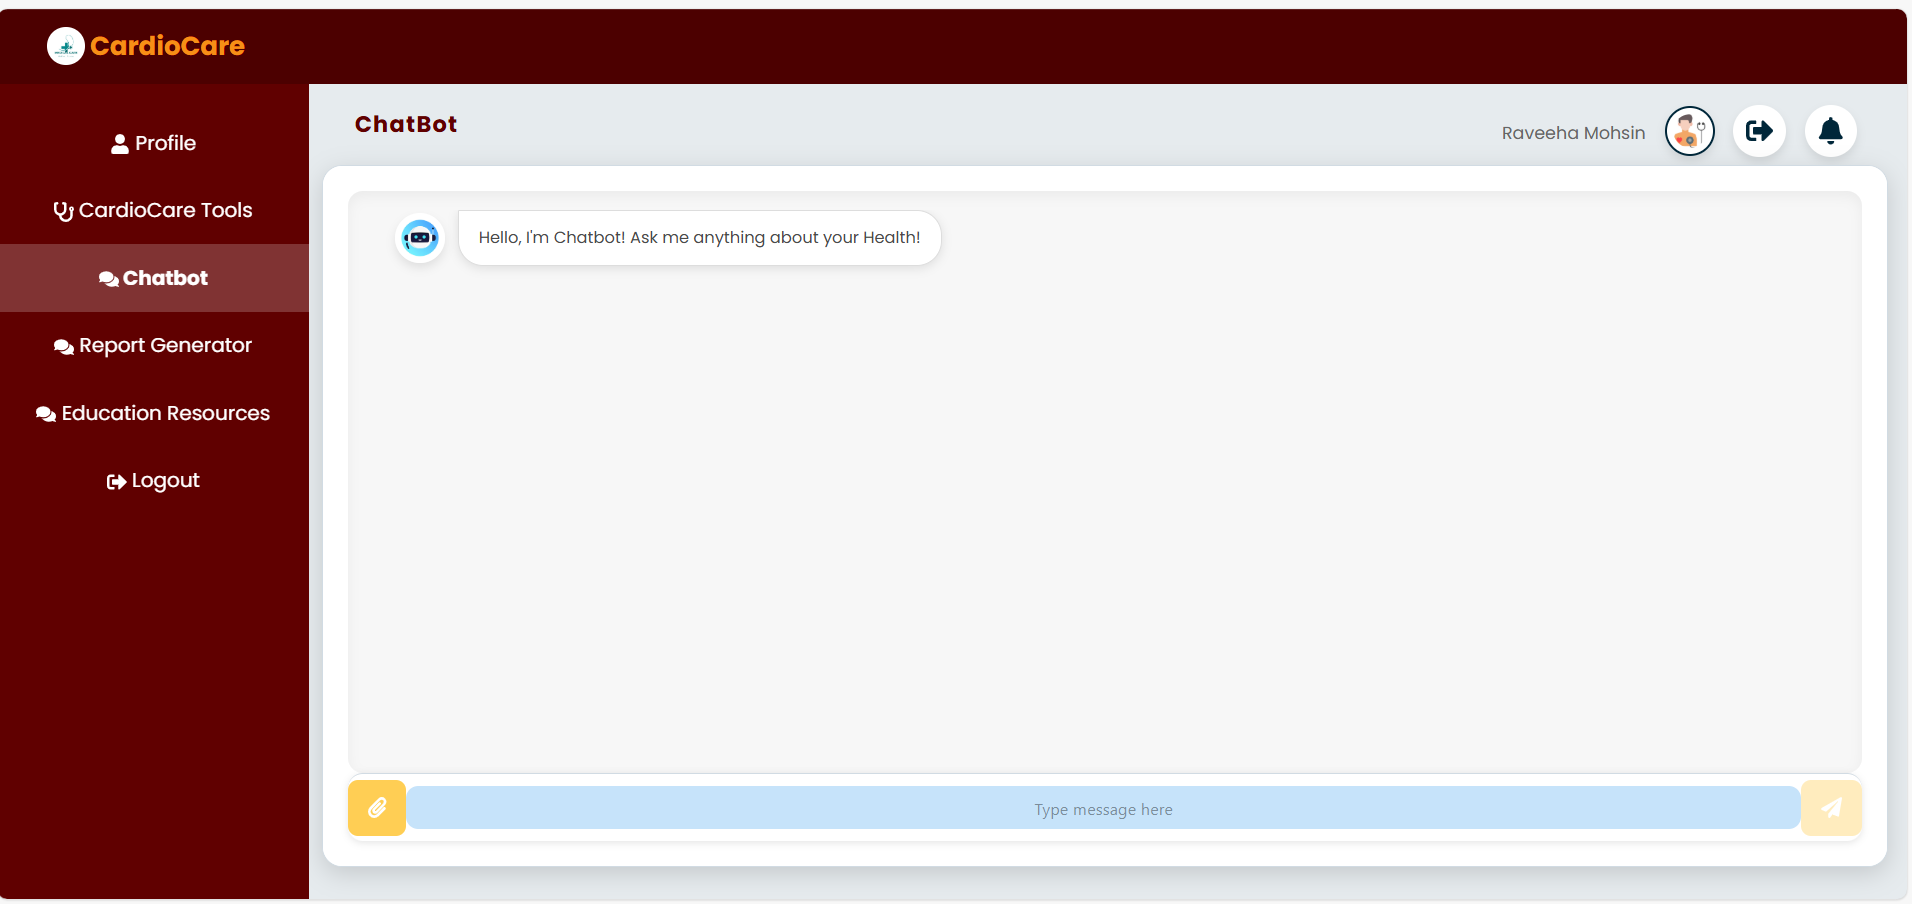 CardioCare
Profile
CardioCare Tools
Chatbot
Report Generator
Education Resources
Logout
ChatBot
Raveeha Mohsin
Hello, I'm Chatbot! Ask me anything about your Health!
Type message here